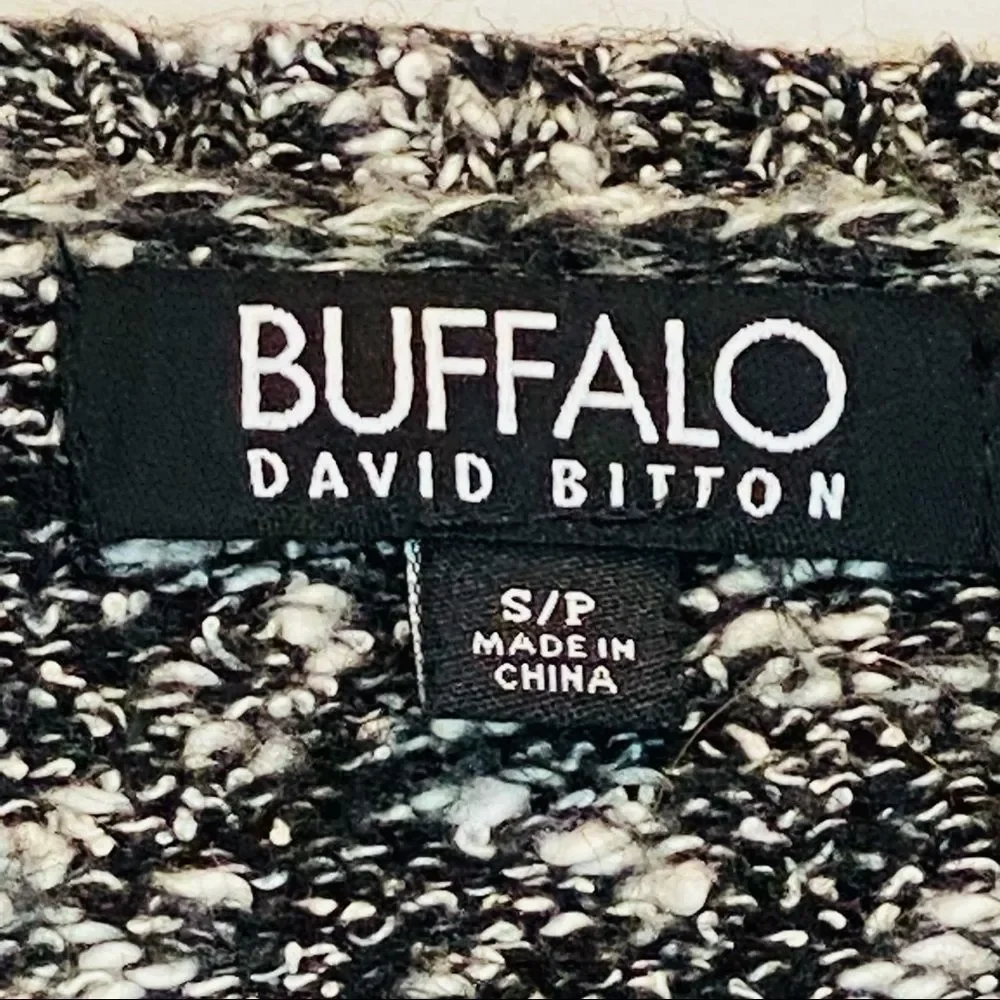 BUFFALO
DAVID BITTON
S/P
MADE IN
CHINA